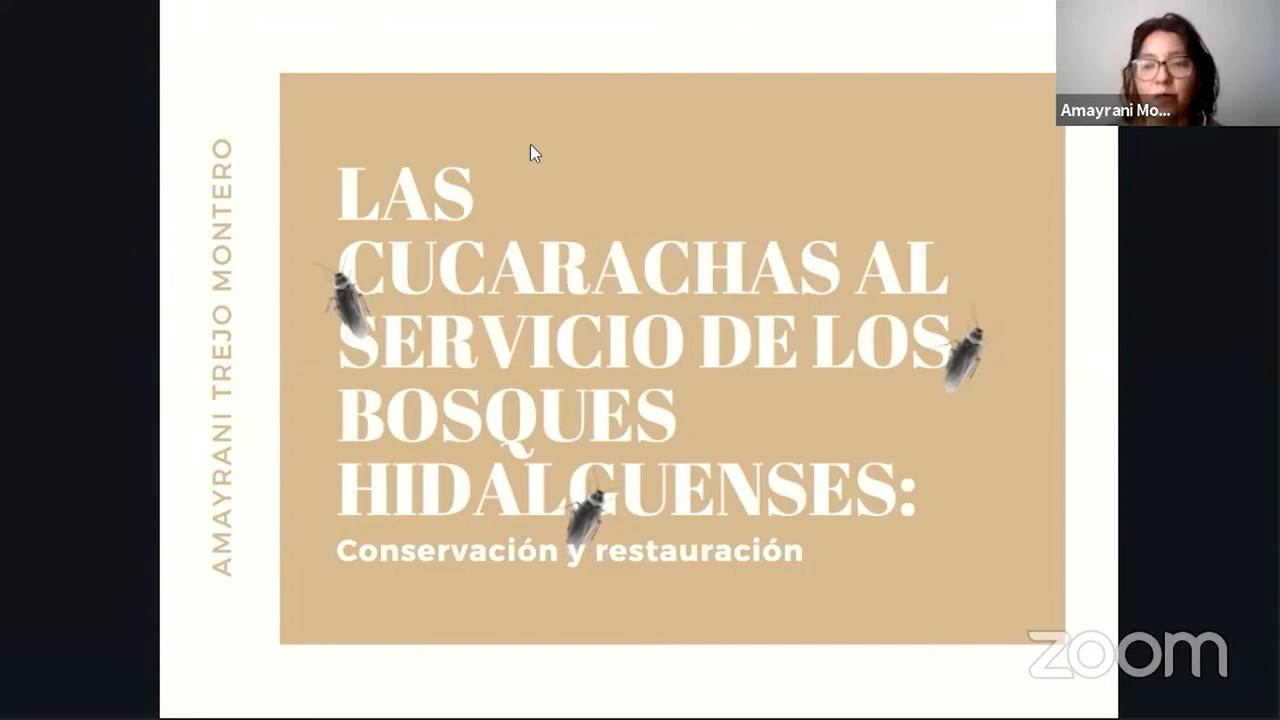 AMAYRANI TREJO MONTERO
LAS
CUCARACHAS AL
SERVICIO DE LOS
BOSQUES
HIDALGUENSES:
Conservación y restauración
Amayrani Mo...
zoom